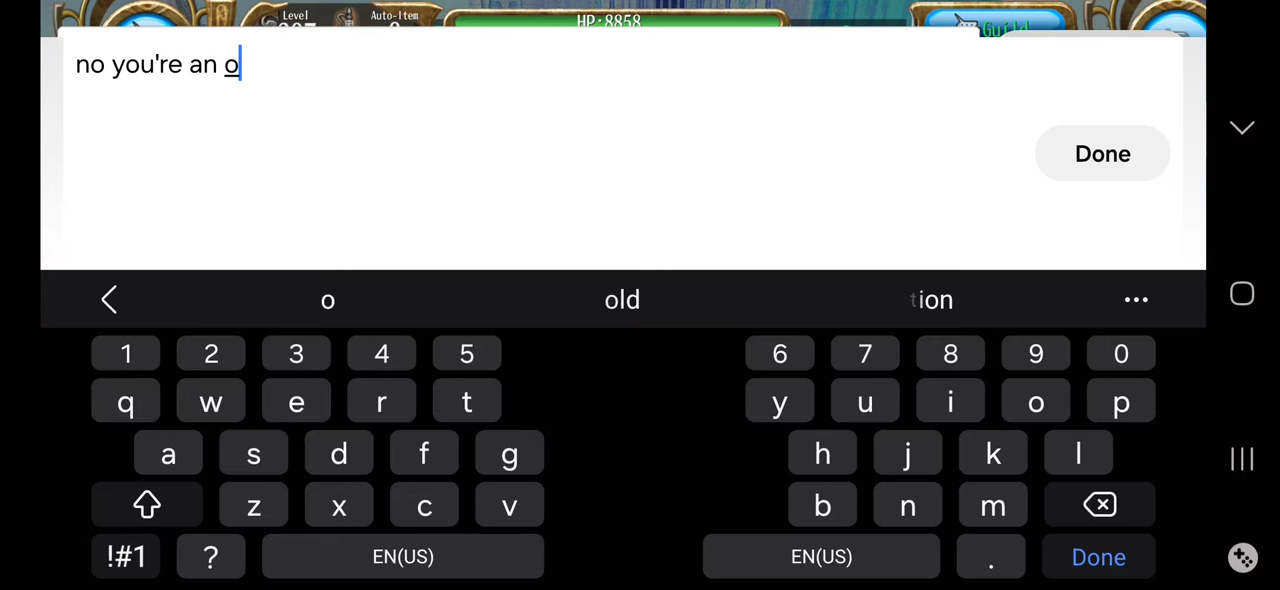 Level
Auto-Item
HP:8858
Guild
no you're an o
Done
o
old
tion
1 2 3 4 5 6 7 8 9 0
q w e r t y u i o p
a s d f g h j k l
z x c v b n m
!#1 ? EN(US) EN(US) . Done